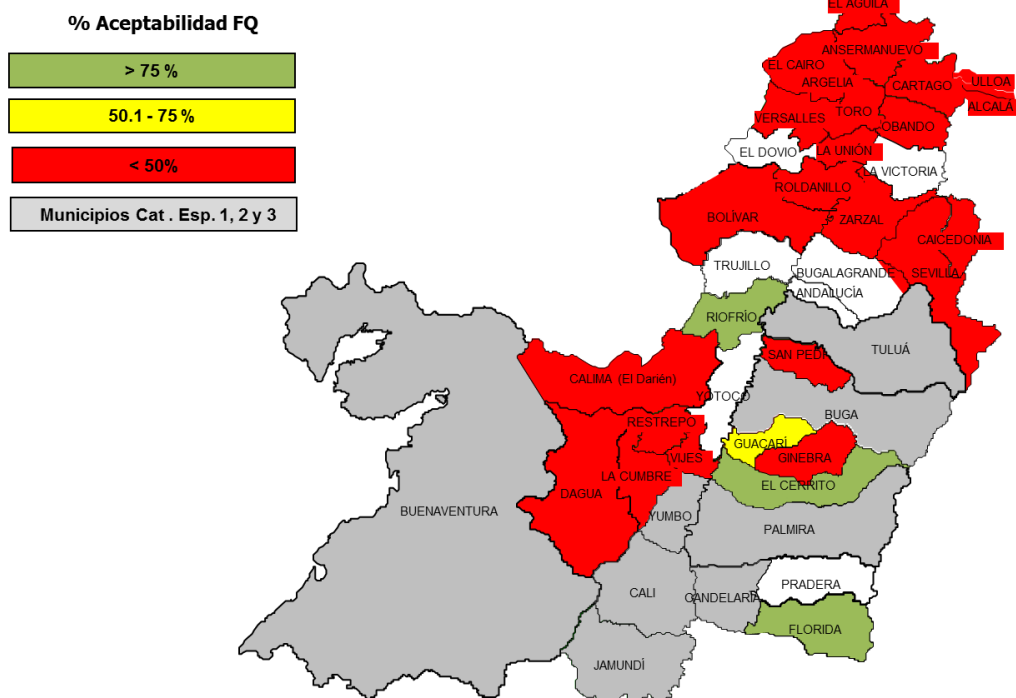 % Aceptabilidad FQ
> 75 %
50.1 - 75 %
< 50%
Municipios Cat . Esp. 1, 2 y 3
EL ÁGUILA
ANSERMANUEVO
EL CAIRO
ARGELIA
CARTAGO
ULLOA
ALCALÁ
VERSALLES
TORO
OBANDO
EL DOVIO
LA UNIÓN
LA VICTORIA
ROLDANILLO
BOLÍVAR
ZARZAL
CAICEDONIA
TRUJILLO
BUGALAGRANDE
SEVILLA
ANDALUCÍA
RIOFRÍO
TULUÁ
SAN PEDR
CALIMA (El Darién)
YOTOCO
BUGA
RESTREPO
GUACARÍ
VIJES
GINEBRA
LA CUMBRE
EL CERRITO
DAGUA
BUENAVENTURA
YUMBO
PALMIRA
PRADERA
CALI
CANDELARIA
FLORIDA
JAMUNDÍ